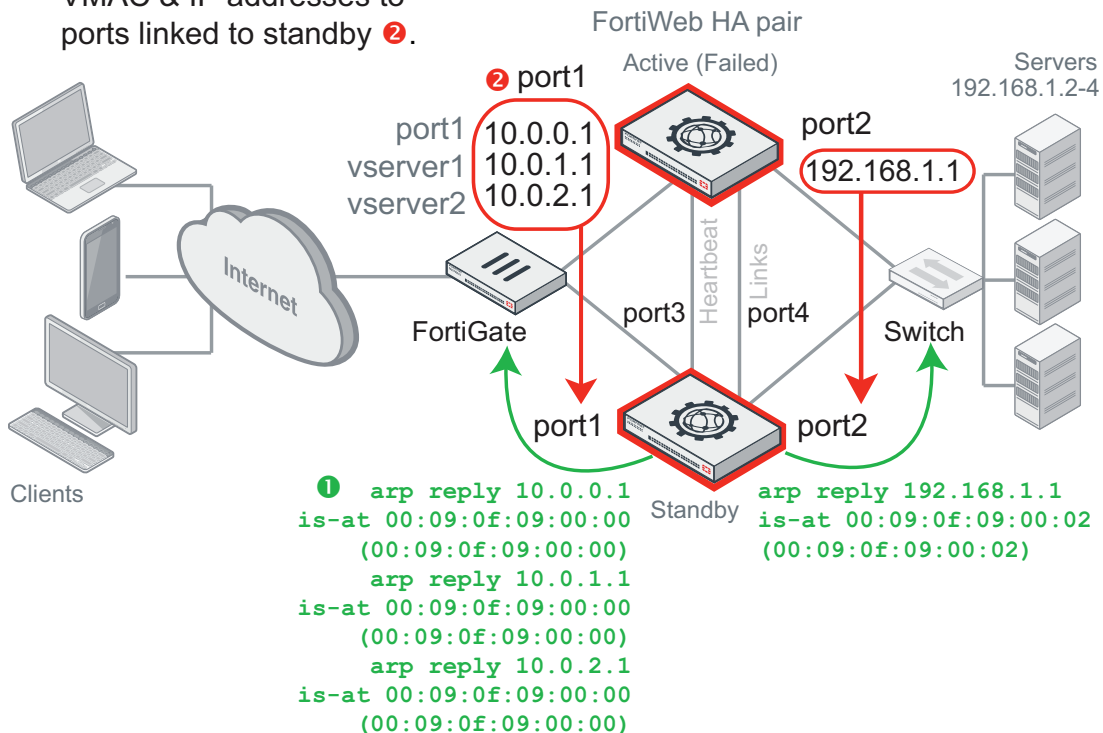 VMAC & IP addresses to
ports linked to standby ❷.
FortiWeb HA pair
Active (Failed)
Servers
192.168.1.2-4
❷ port1
port1 10.0.0.1
vserver1 10.0.1.1
vserver2 10.0.2.1
port2
192.168.1.1
Internet
Heartbeat
Links
port3
port4
FortiGate
Switch
port1
port2
Clients
Standby
❶ arp reply 10.0.0.1
is-at 00:09:0f:09:00:00
(00:09:0f:09:00:00)
arp reply 10.0.1.1
is-at 00:09:0f:09:00:00
(00:09:0f:09:00:00)
arp reply 10.0.2.1
is-at 00:09:0f:09:00:00
(00:09:0f:09:00:00)
arp reply 192.168.1.1
is-at 00:09:0f:09:00:02
(00:09:0f:09:00:02)